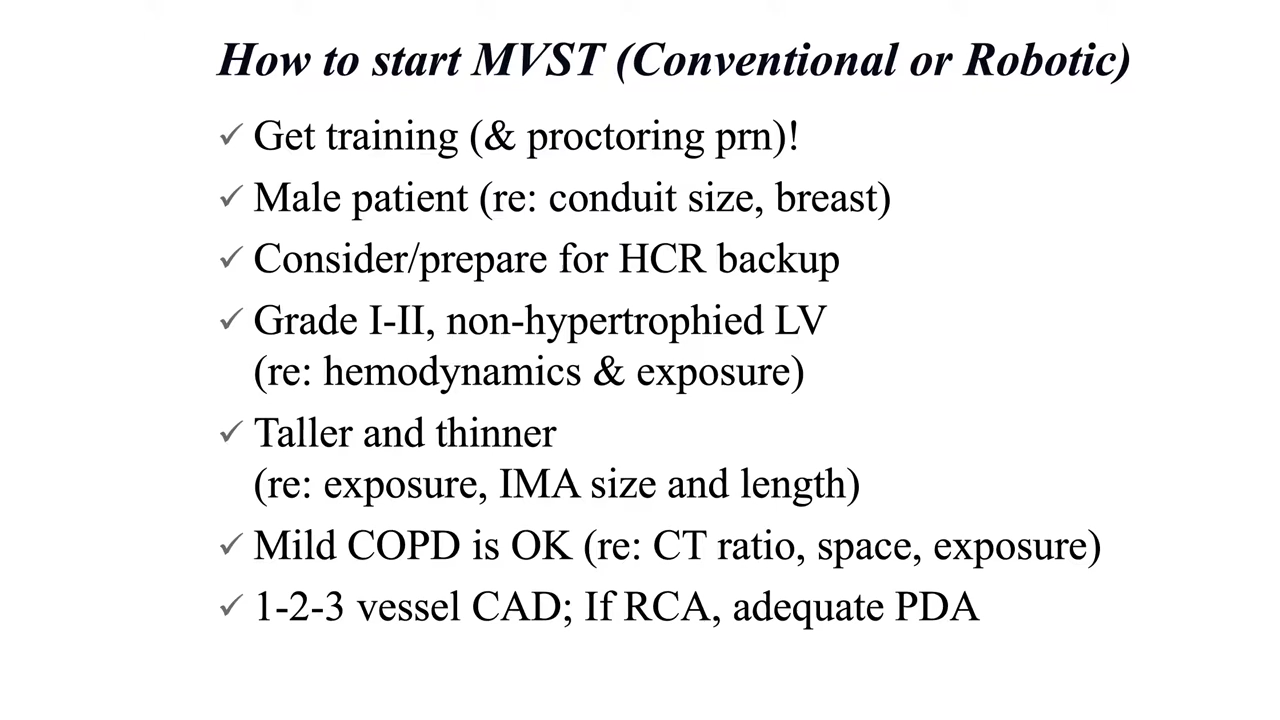 How to start MVST (Conventional or Robotic)
✓ Get training (& proctoring prn)!
✓ Male patient (re: conduit size, breast)
✓ Consider/prepare for HCR backup
✓ Grade I-II, non-hypertrophied LV
(re: hemodynamics & exposure)
✓ Taller and thinner
(re: exposure, IMA size and length)
✓ Mild COPD is OK (re: CT ratio, space, exposure)
✓ 1-2-3 vessel CAD; If RCA, adequate PDA